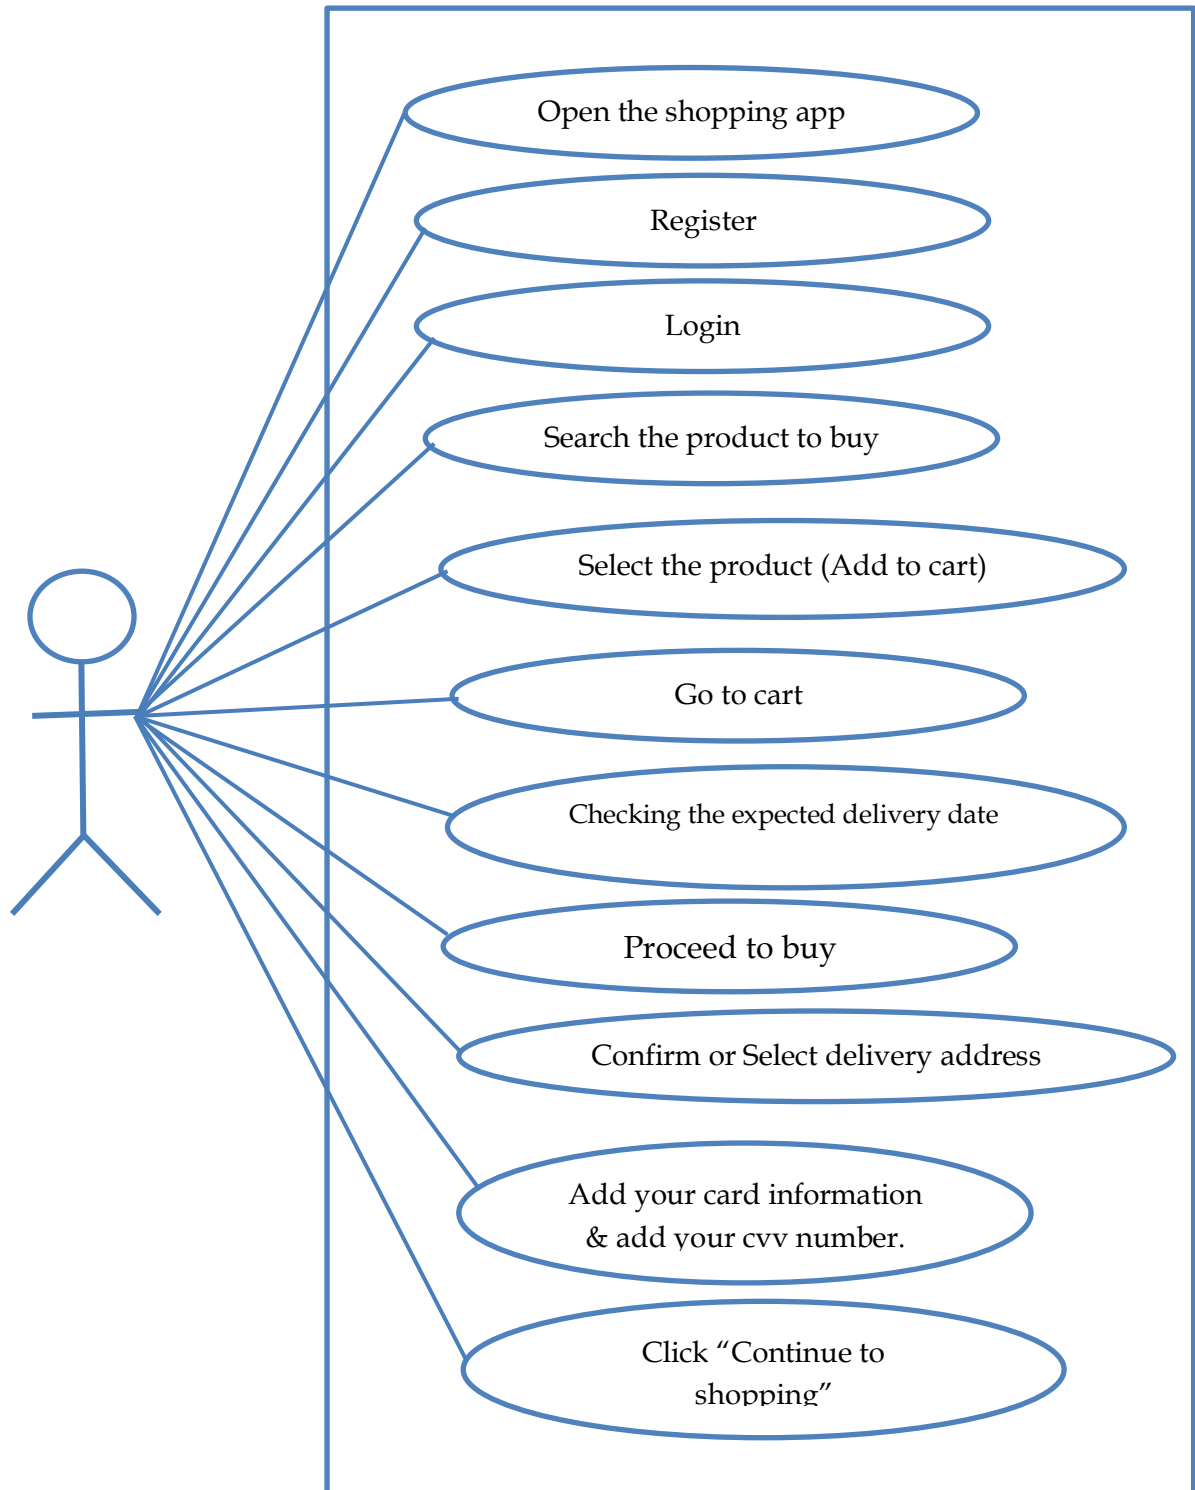 Open the shopping app
Register
Login
Search the product to buy
Select the product (Add to cart)
Go to cart
Checking the expected delivery date
Proceed to buy
Confirm or Select delivery address
Add your card information
& add your cvv number.
Click “Continue to
shopping”